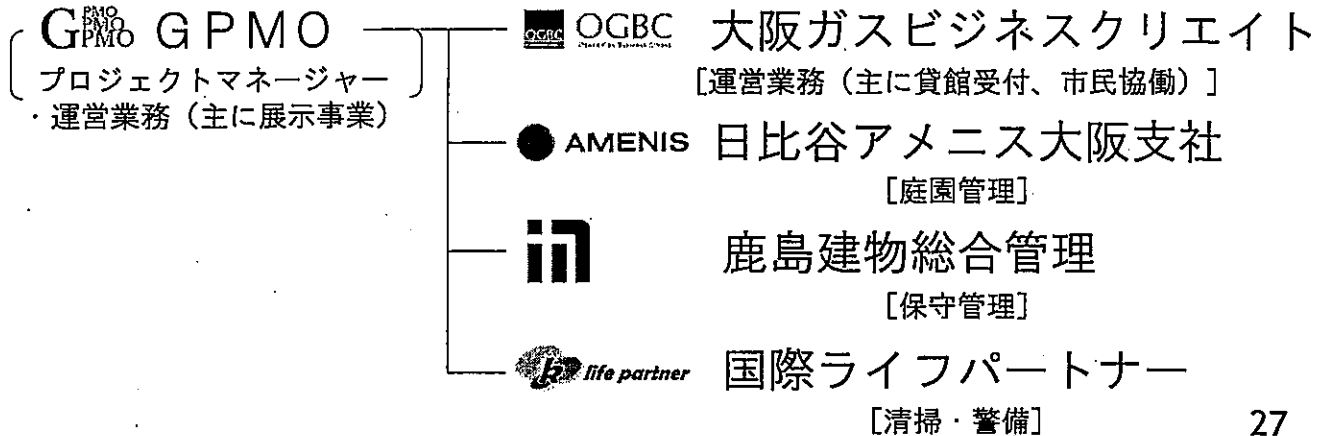 GPMO PMO PMO GPMO
プロジェクトマネージャー
・運営業務（主に展示事業）
OGBC OGBC 大阪ガスビジネスクリエイト
［運営業務（主に貸館受付、市民協働）］
AMENIS 日比谷アメニス大阪支社
［庭園管理］
鹿島建物総合管理
［保守管理］
life partner 国際ライフパートナー
［清掃・警備］
27